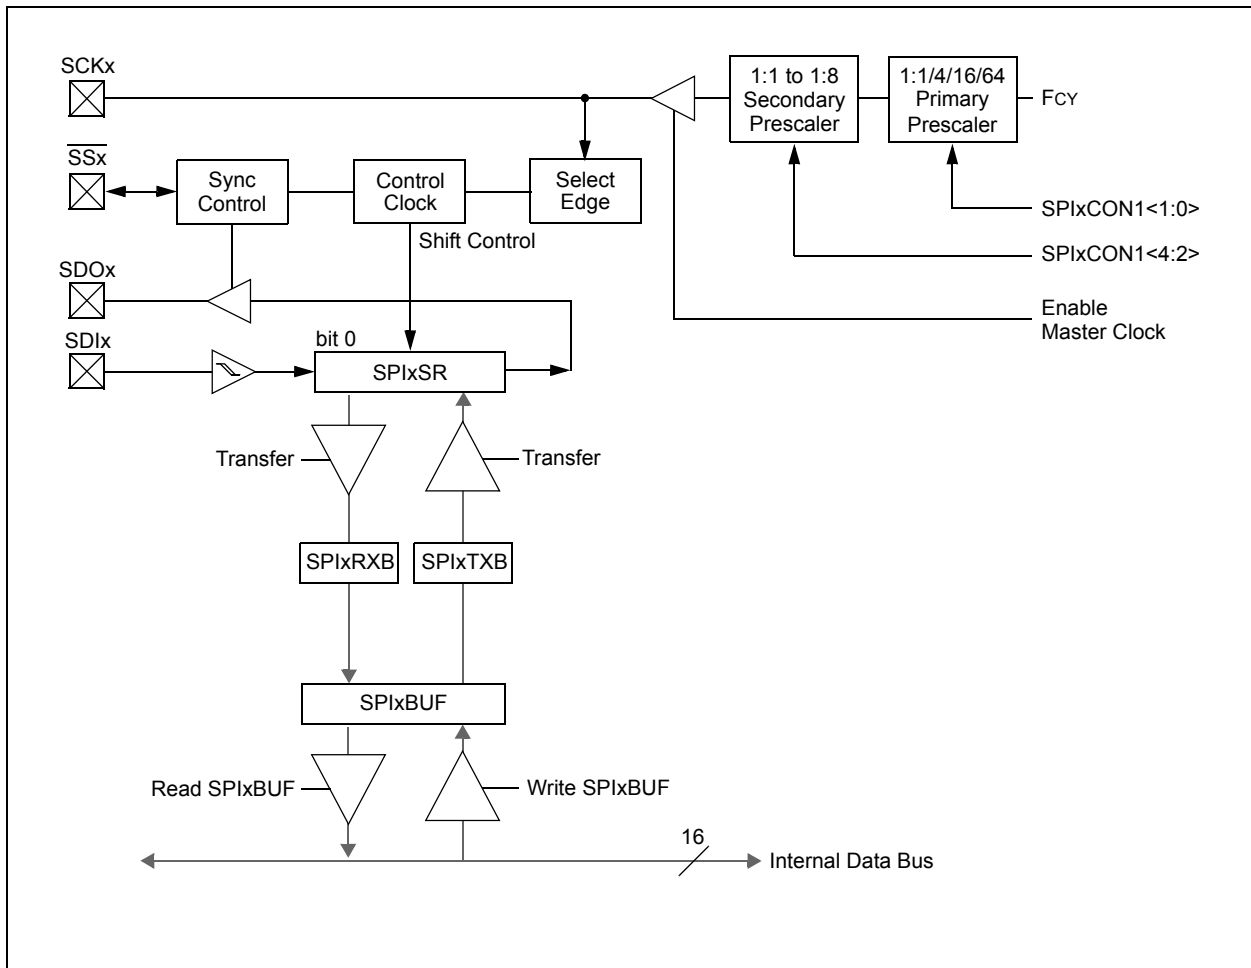 SCKx
1:1 to 1:8
Secondary
Prescaler
1:1/4/16/64
Primary
Prescaler
FCY
SSx
Sync
Control
Control
Clock
Select
Edge
SPIxCON1<1:0>
Shift Control
SPIxCON1<4:2>
SDOx
Enable
Master Clock
SDIx
bit 0
SPIxSR
Transfer
Transfer
SPIxRXB
SPIxTXB
SPIxBUF
Read SPIxBUF
Write SPIxBUF
16
Internal Data Bus